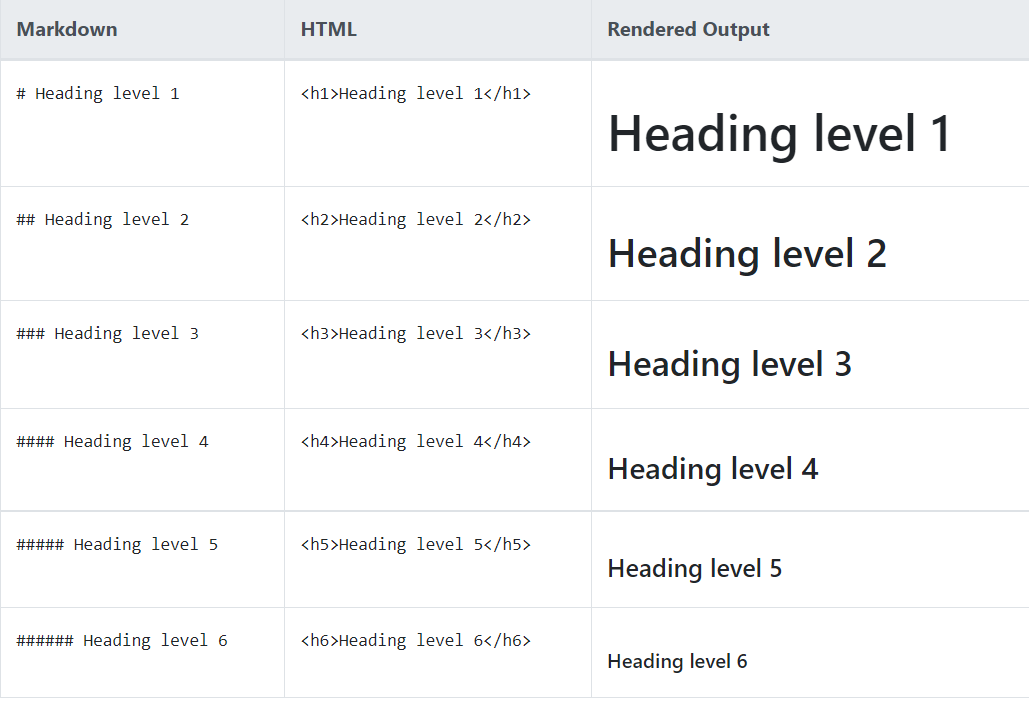 Markdown HTML Rendered Output
# Heading level 1 <h1>Heading level 1</h1> Heading level 1
## Heading level 2 <h2>Heading level 2</h2> Heading level 2
### Heading level 3 <h3>Heading level 3</h3> Heading level 3
#### Heading level 4 <h4>Heading level 4</h4> Heading level 4
##### Heading level 5 <h5>Heading level 5</h5> Heading level 5
###### Heading level 6 <h6>Heading level 6</h6> Heading level 6